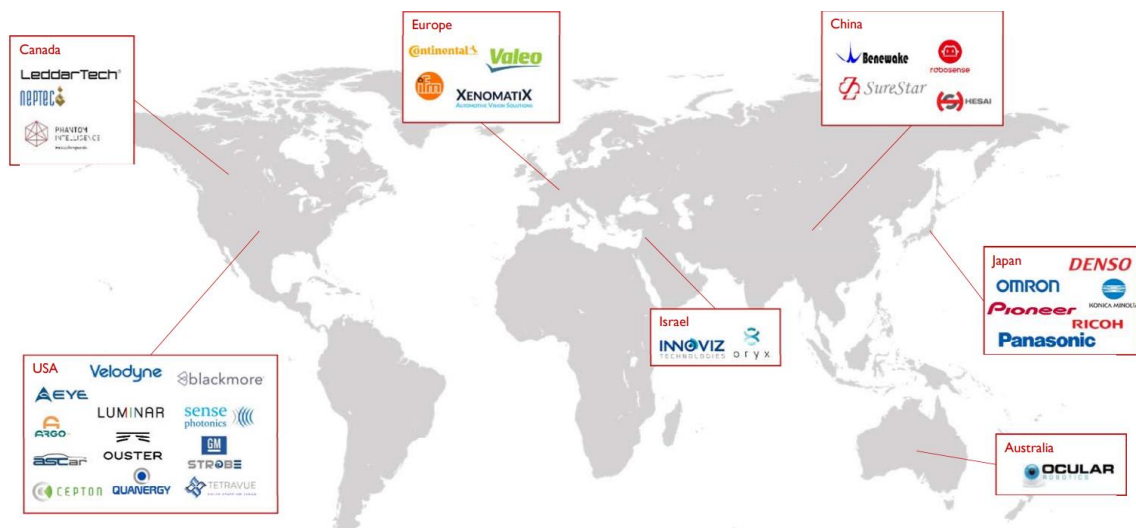 Canada
LeddarTech®
neptec
PHANTOM
INTELLIGENCE
Europe
Continental
Valeo
ifm
XENOMATIX
AUTOMOTIVE VISION SOLUTIONS
China
Benewake
robosense
SureStar
HESAI
Japan
DENSO
OMRON
KONICA MINOLTA
Pioneer
RICOH
Panasonic
Israel
INNOVIZ
TECHNOLOGIES
oryx
USA
Velodyne
blackmore
AEYE
LUMINAR
sense
photonics
ARGO
OUSTER
GM
STROBE
ascar
CEPTON
QUANERGY
TETRAVUE
Australia
OCULAR
ROBOTICS